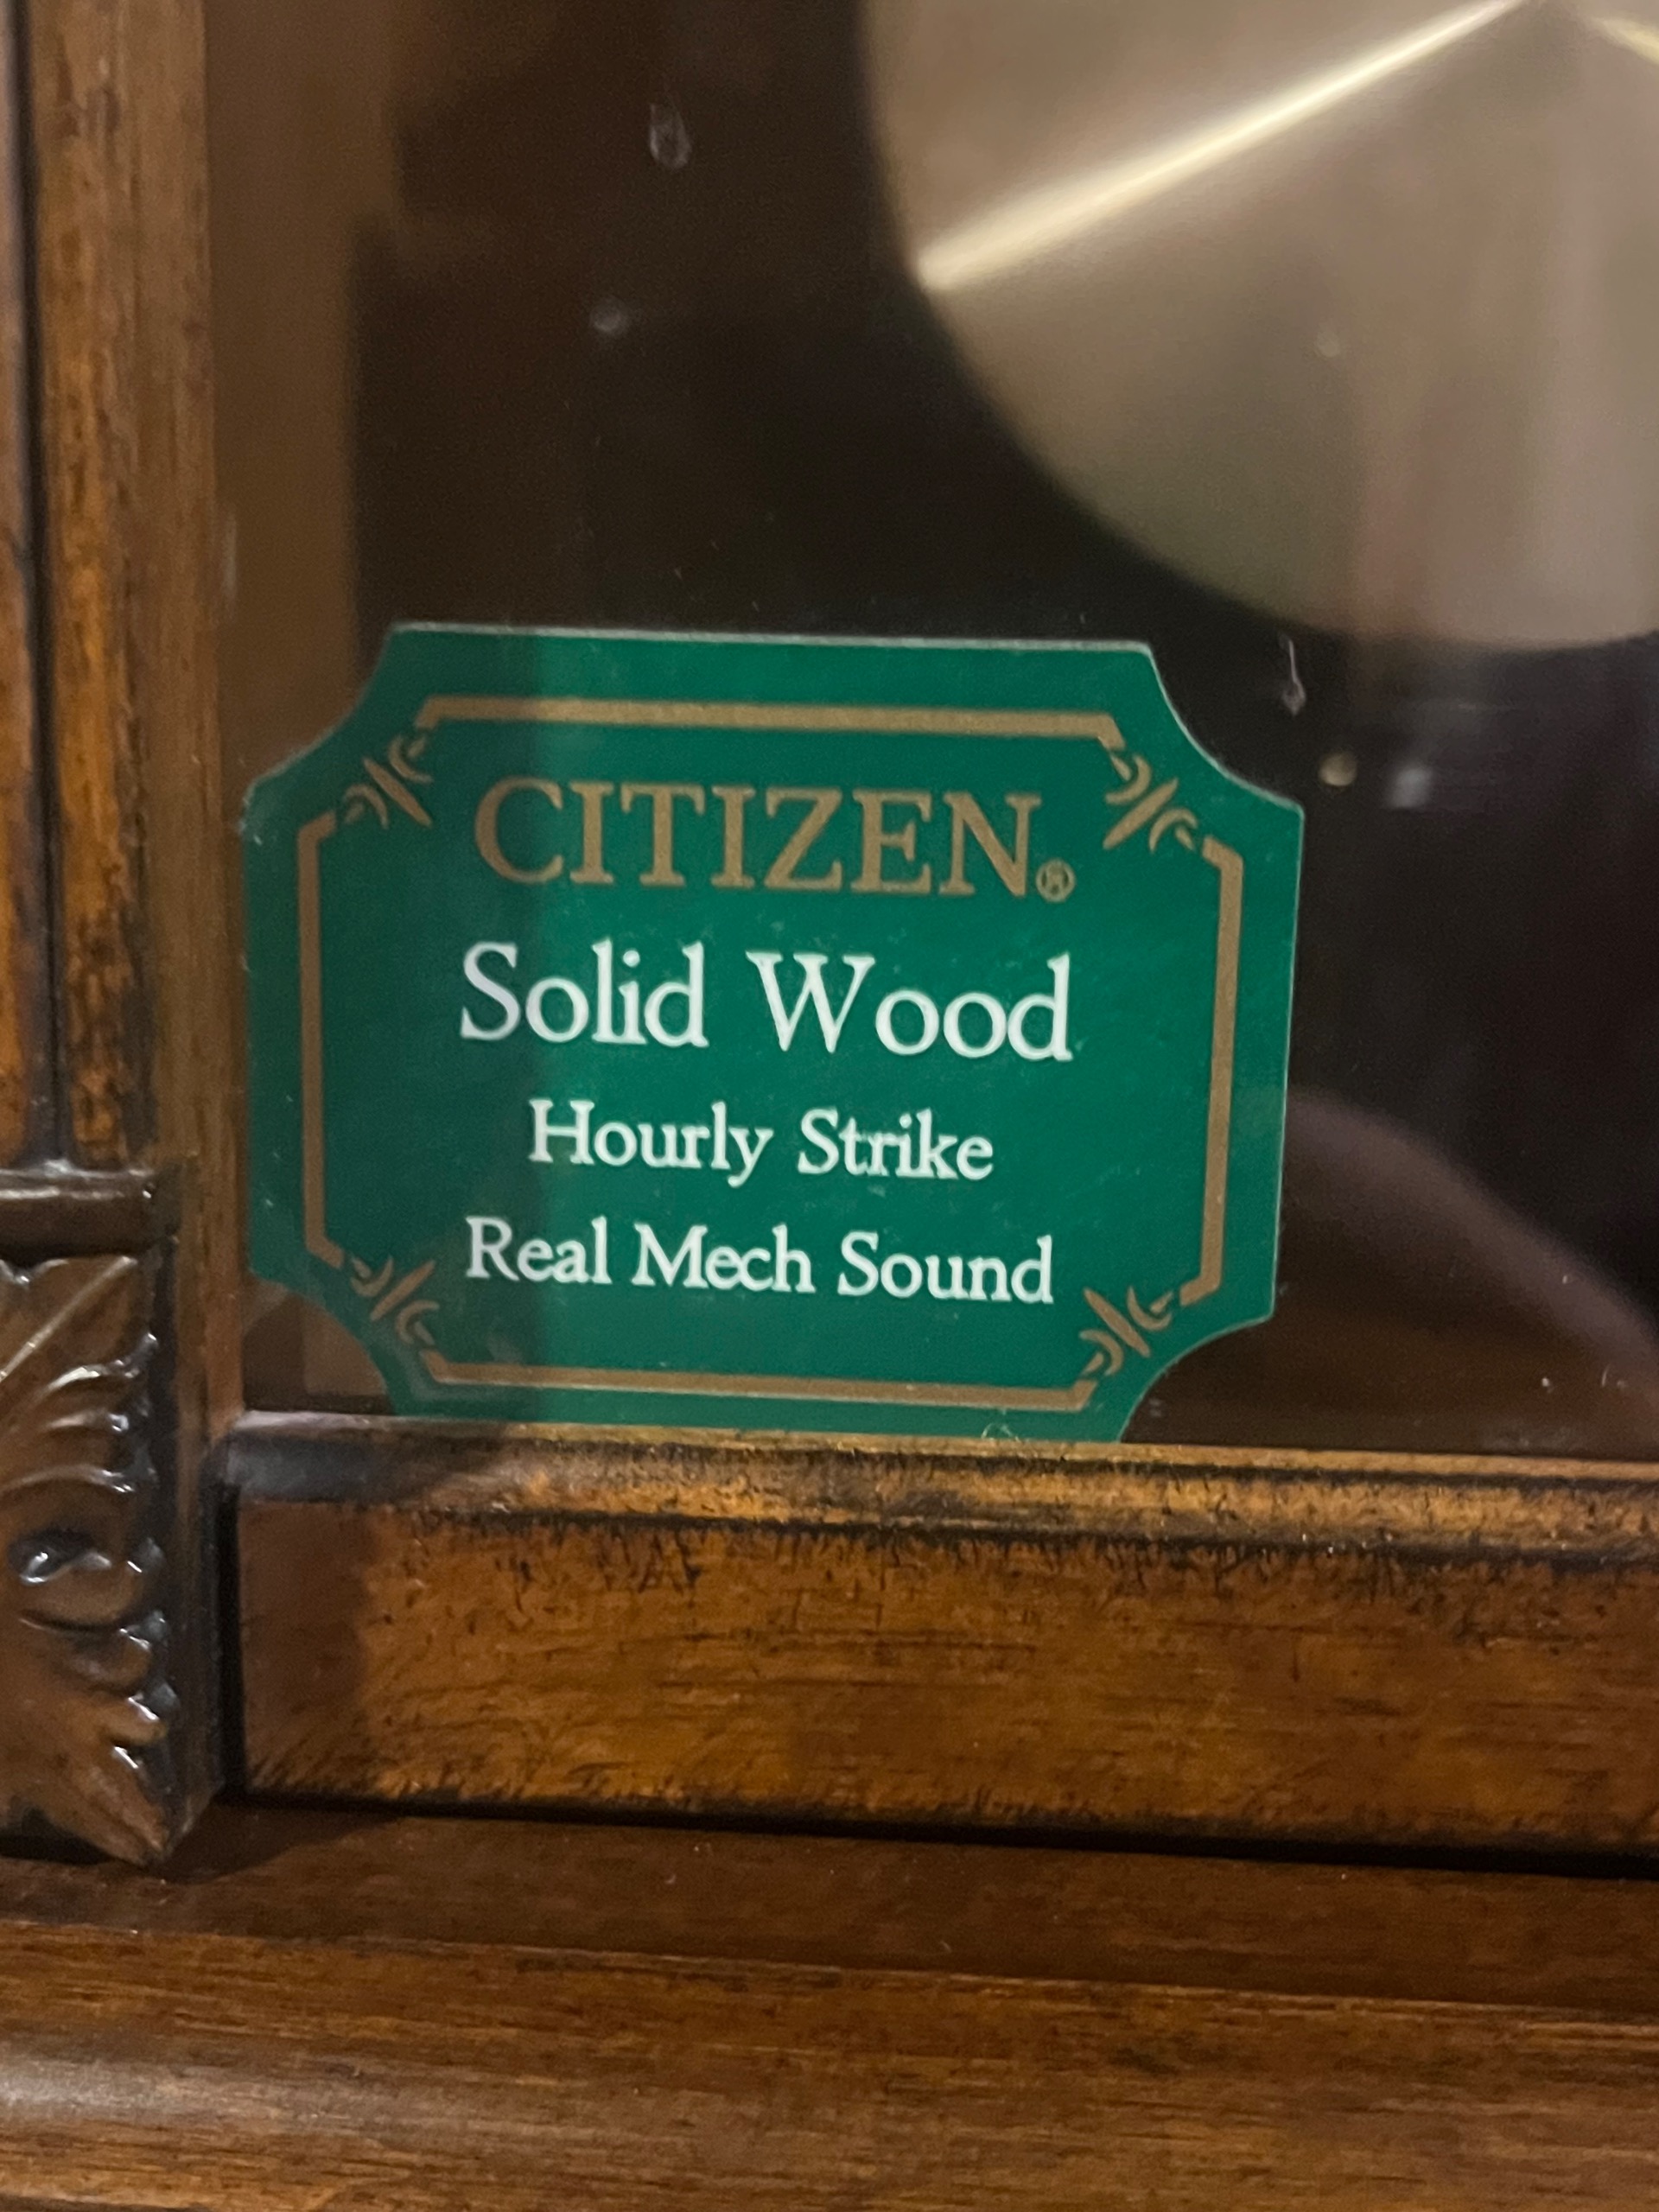 CITIZEN®
Solid Wood
Hourly Strike
Real Mech Sound